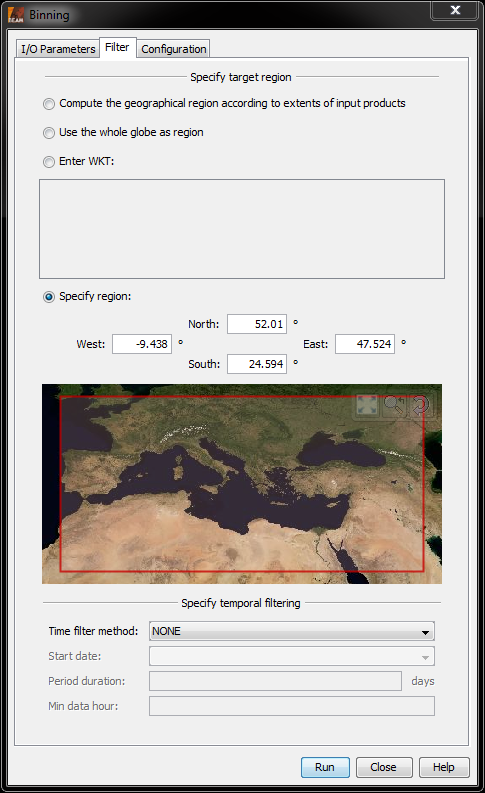 BEAM Binning
I/O Parameters Filter Configuration
Specify target region
Compute the geographical region according to extents of input products
Use the whole globe as region
Enter WKT:
Specify region:
North: 52.01 °
West: -9.438 ° East: 47.524 °
South: 24.594 °
Specify temporal filtering
Time filter method: NONE
Start date:
Period duration: days
Min data hour:
Run Close Help